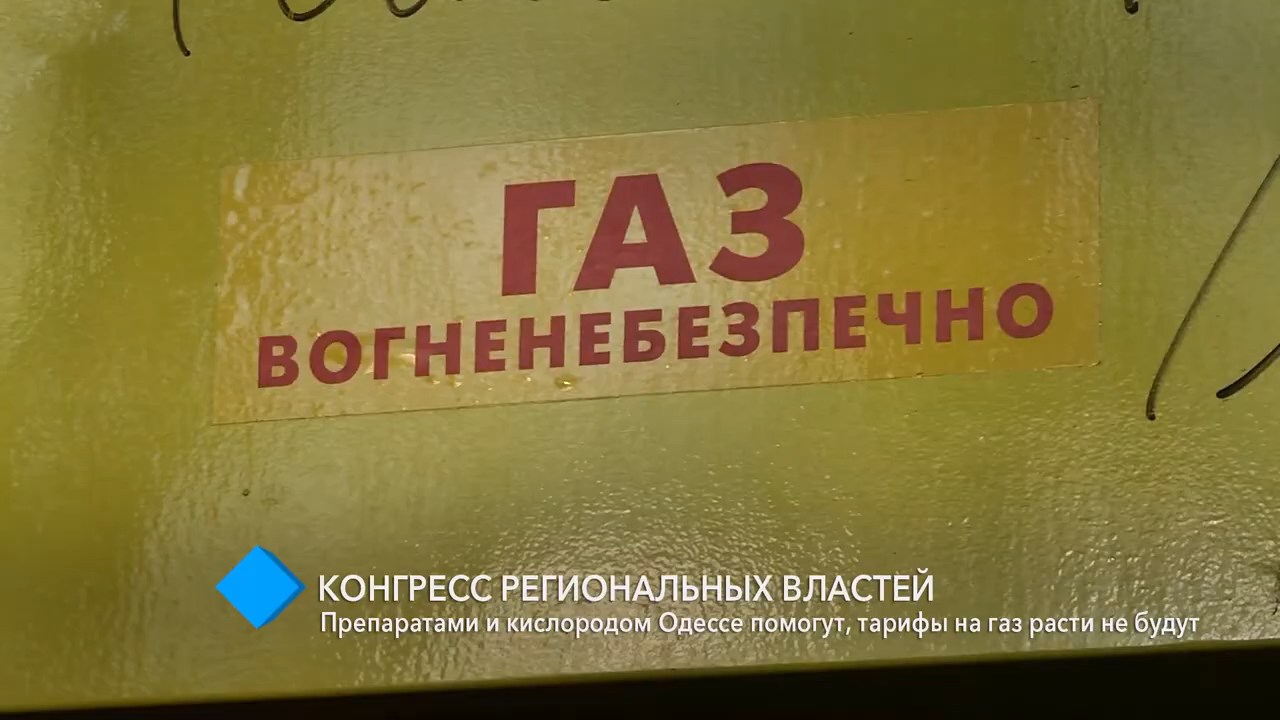 ГАЗ
ВОГНЕНЕБЕЗПЕЧНО
КОНГРЕСС РЕГИОНАЛЬНЫХ ВЛАСТЕЙ
Препаратами и кислородом Одессе помогут, тарифы на газ расти не будут